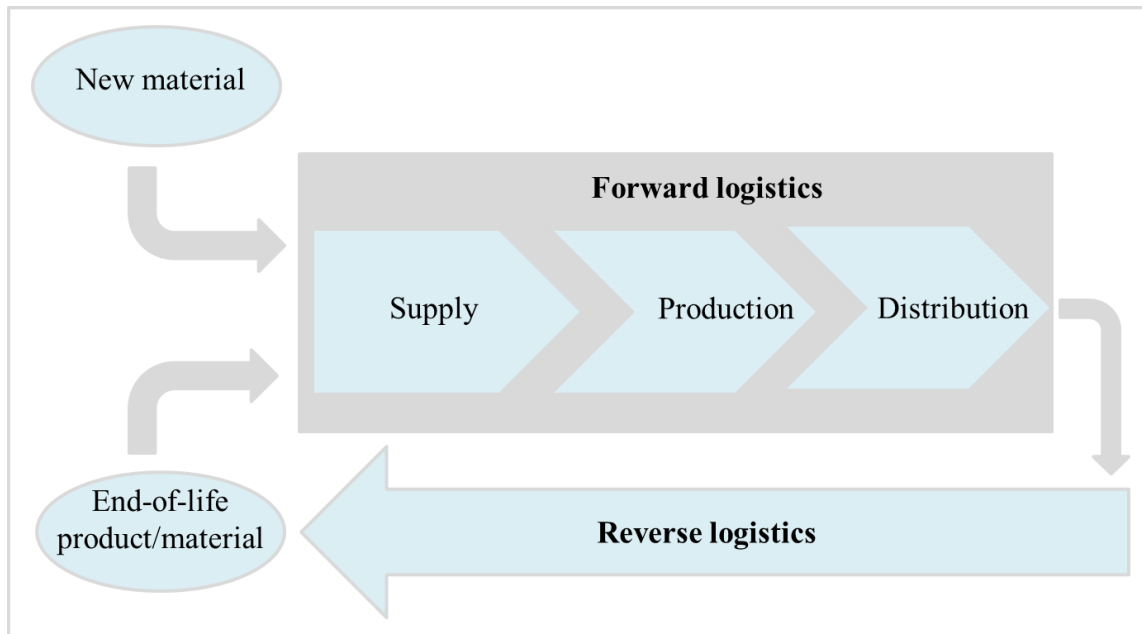 New material
Forward logistics
Supply
Production
Distribution
End-of-life
product/material
Reverse logistics